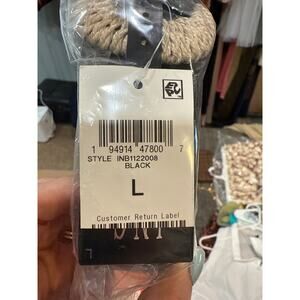 1 94914 47800 7
STYLE INB1122008
BLACK
L
Customer Return Label